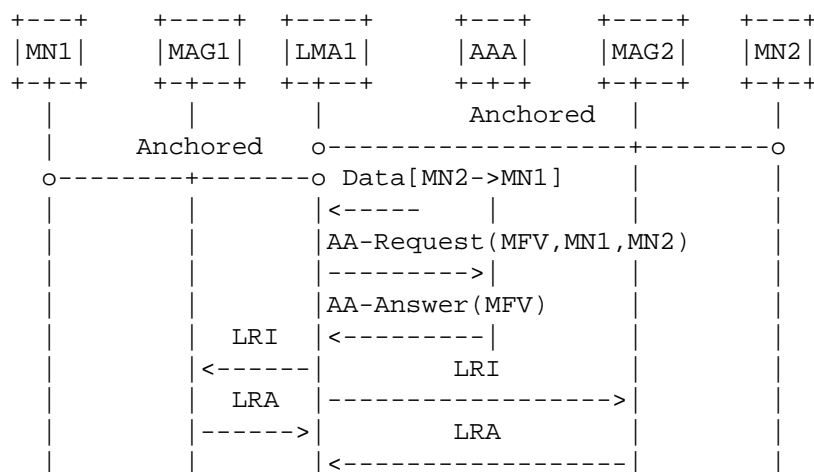 MN1 MAG1 LMA1 AAA MAG2 MN2
Anchored
Anchored
Data[MN2->MN1]
AA-Request(MFV,MN1,MN2)
AA-Answer(MFV)
LRI
LRI
LRA
LRA